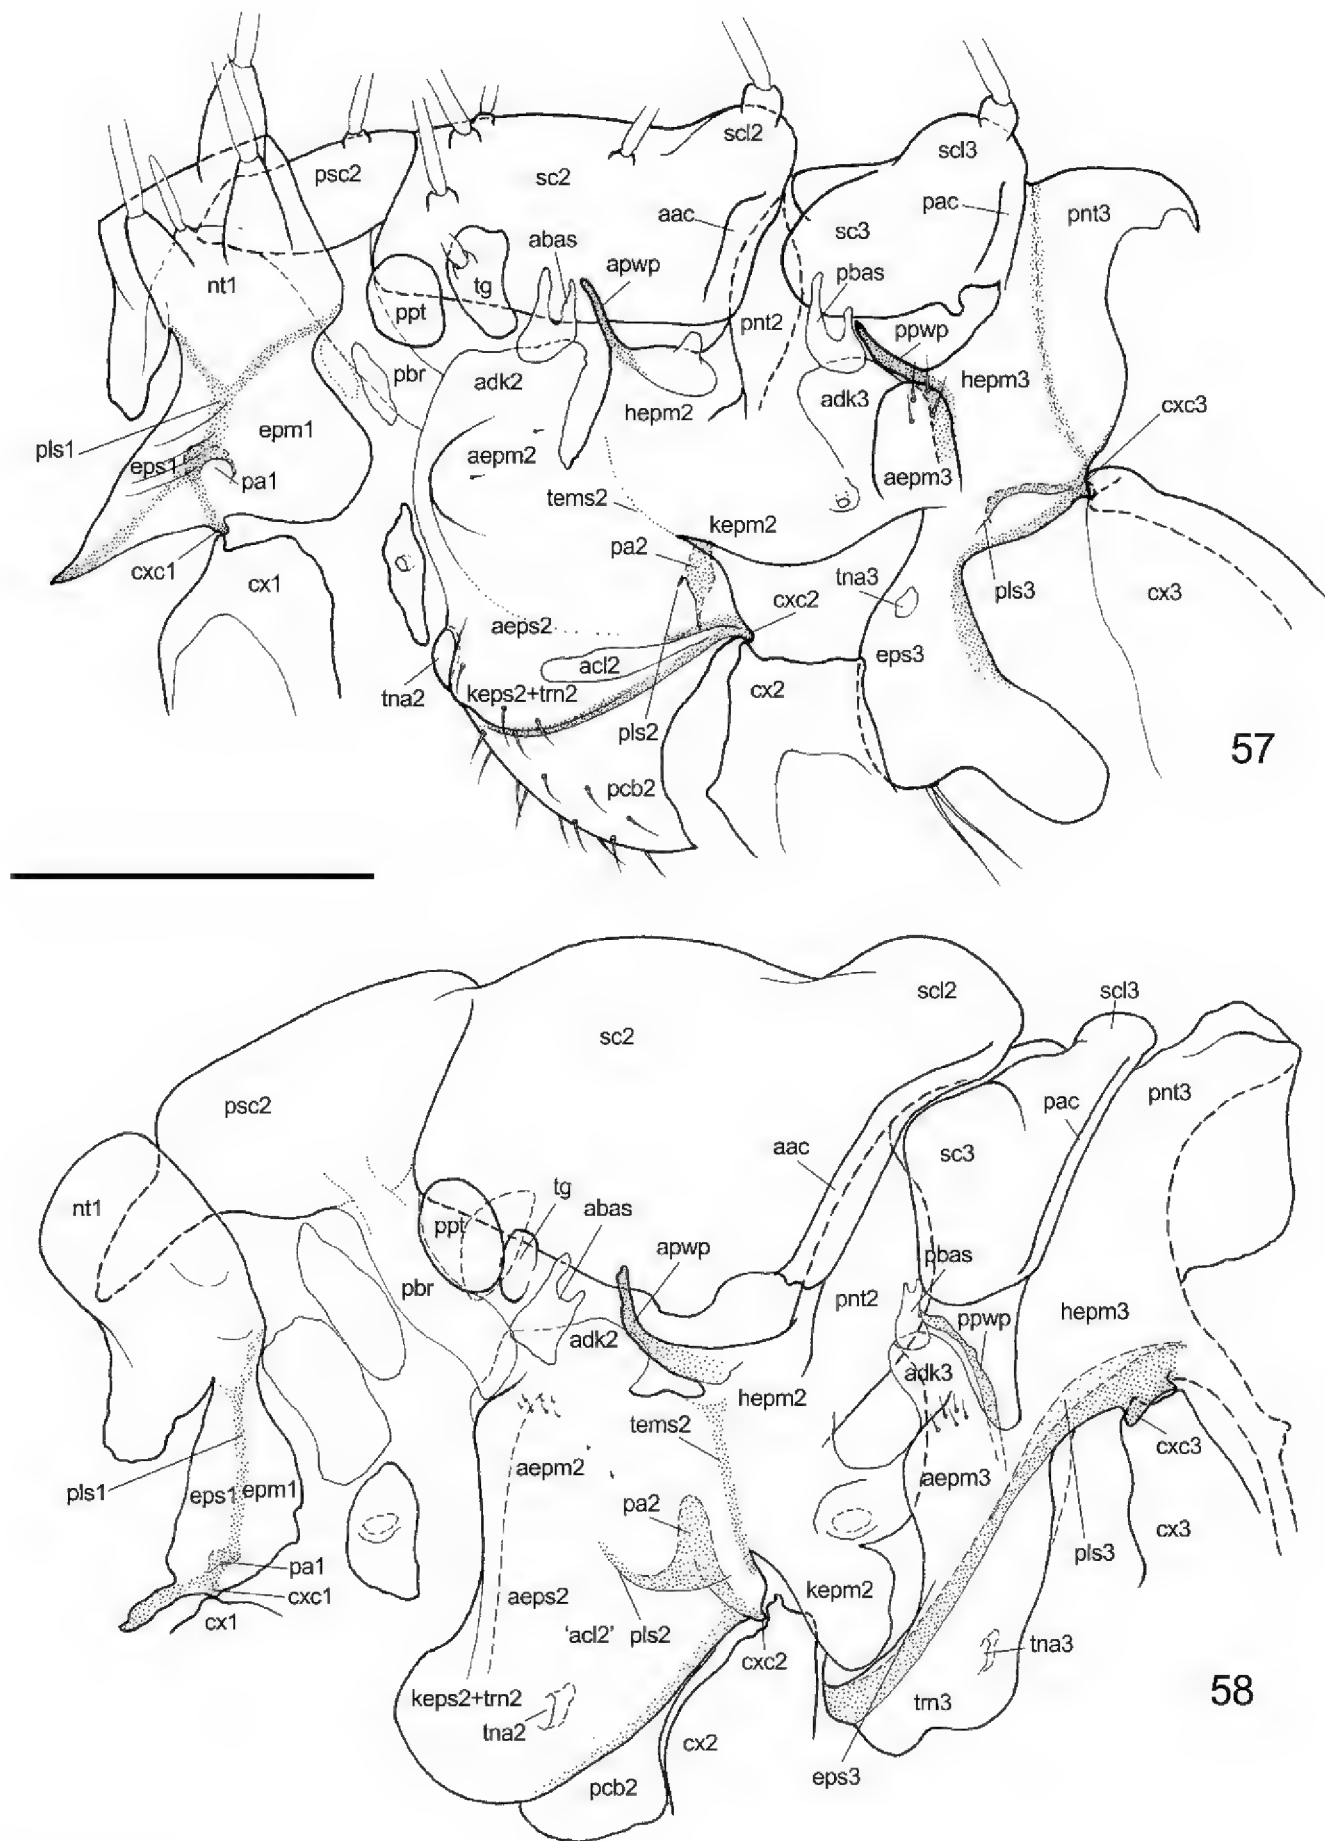 scl2
scl3
psc2
sc2
pac
pnt3
aac
sc3
abas
apwp
pbas
nt1
tg
ppt
pnt2
ppwp
pbr
adk2
hepm2
adk3
hepm3
cxc3
pls1
epm1
eps1
aepm2
aepm3
pa1
tems2
kepm2
pa2
cxc1
cx1
tna3
cxc2
pls3
cx3
aeps2
eps3
acl2
tna2
keps2+trn2
cx2
pls2
57
pcb2
scl2
scl3
sc2
psc2
pnt3
pac
aac
sc3
nt1
tg
abas
ppt
apwp
pbas
pbr
pnt2
hepm3
ppwp
adk2
adk3
hepm2
tems2
cxc3
aepm2
aepm3
pls1
eps1
epm1
pa2
cx3
pls3
pa1
kepm2
cxc1
aeps2
cx1
'acl2'
pls2
tna3
cxc2
keps2+trn2
58
trn3
tna2
cx2
eps3
pcb2